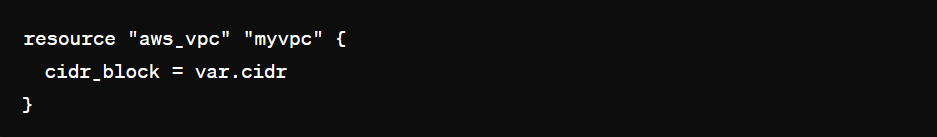 resource "aws_vpc" "myvpc" {
  cidr_block = var.cidr
}